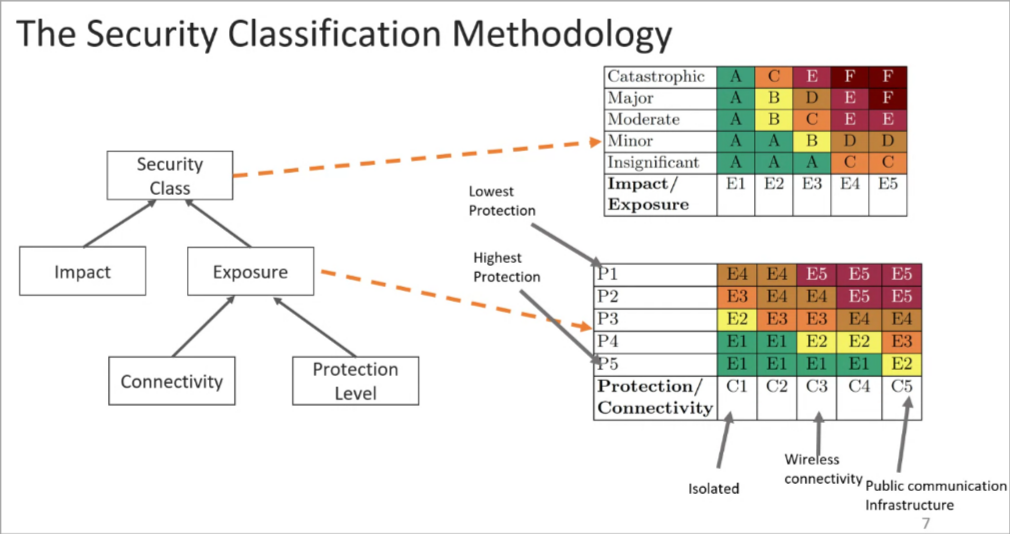 The Security Classification Methodology
Security
Class
Impact
Exposure
Connectivity
Protection
Level
Catastrophic A C E F F
Major A B D E F
Moderate A B C E E
Minor A A B D D
Insignificant A A A C C
Impact/ E1 E2 E3 E4 E5
Exposure
Lowest
Protection
Highest
Protection
P1 E4 E4 E5 E5 E5
P2 E3 E4 E4 E5 E5
P3 E2 E3 E3 E4 E4
P4 E1 E1 E2 E2 E3
P5 E1 E1 E1 E1 E2
Protection/ C1 C2 C3 C4 C5
Connectivity
Isolated
Wireless
connectivity
Public communication
Infrastructure
7